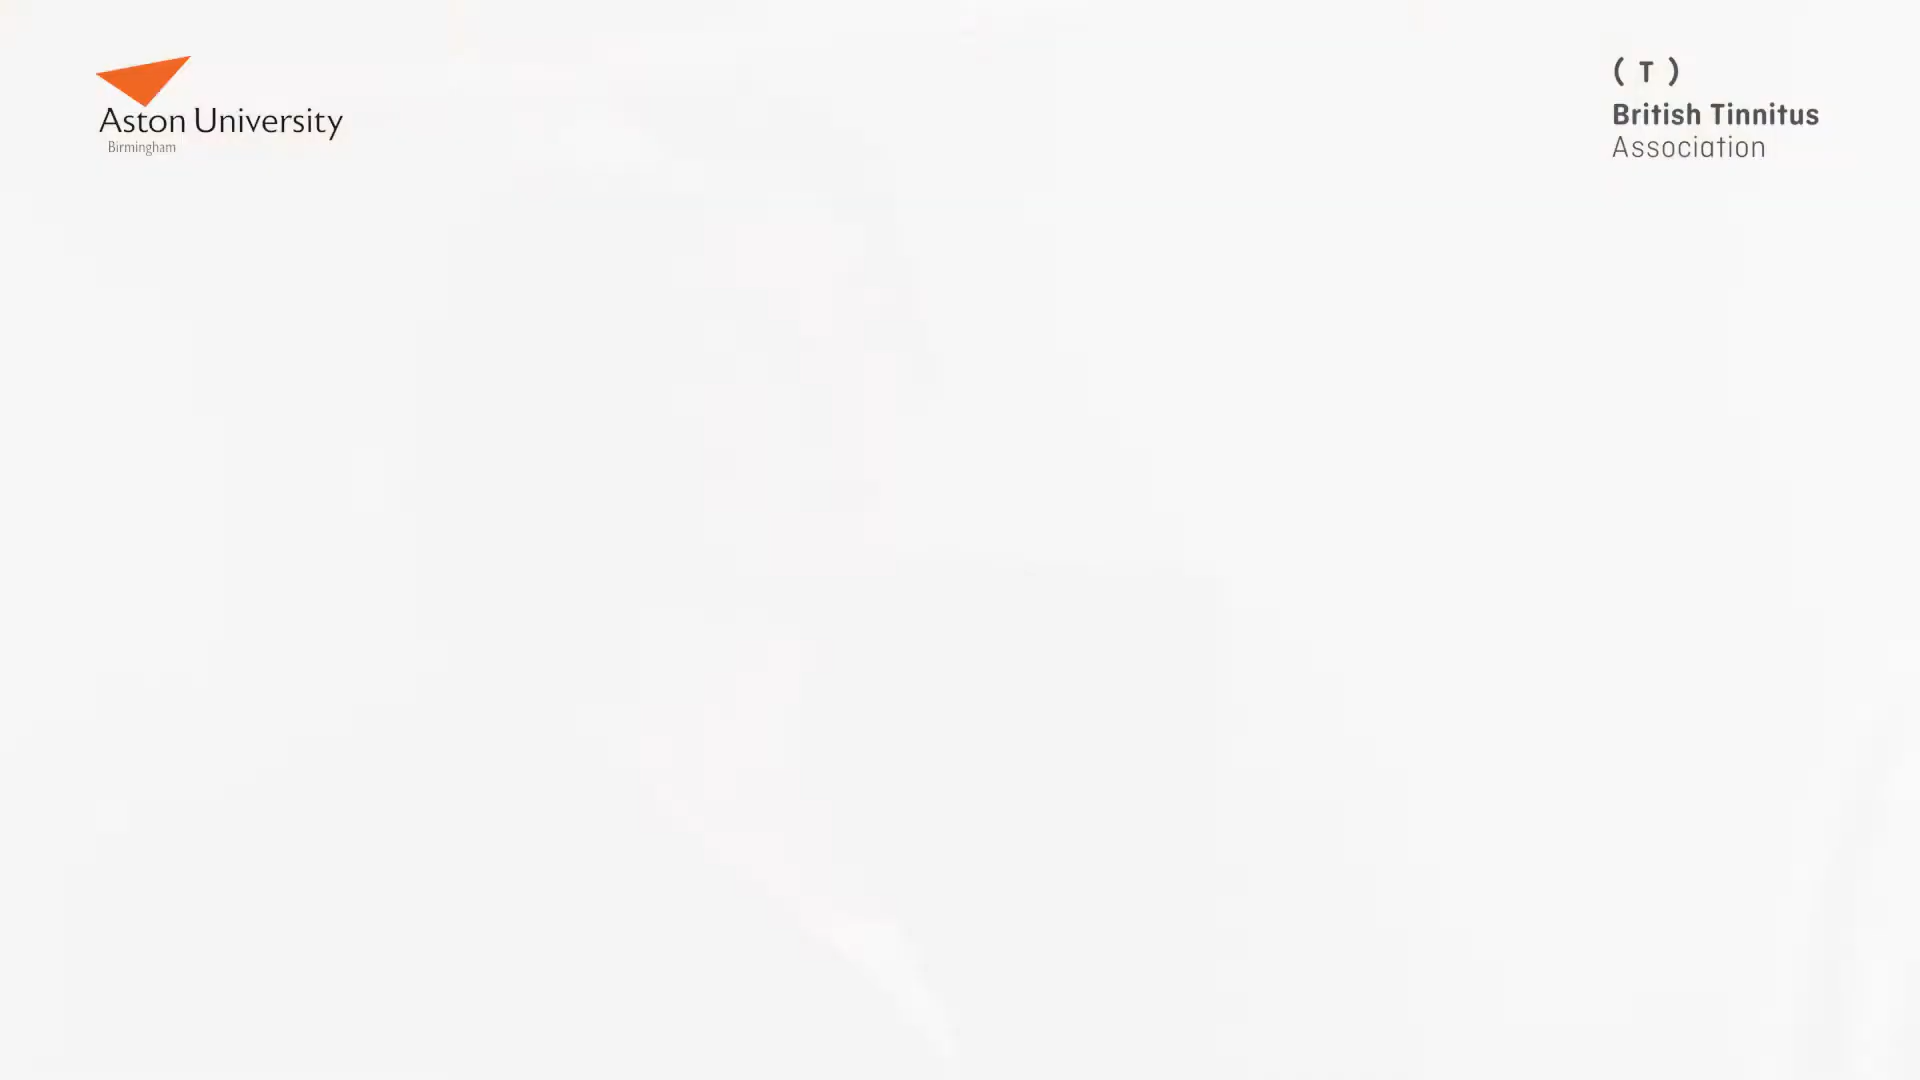 Aston University
Birmingham
( T )
British Tinnitus
Association